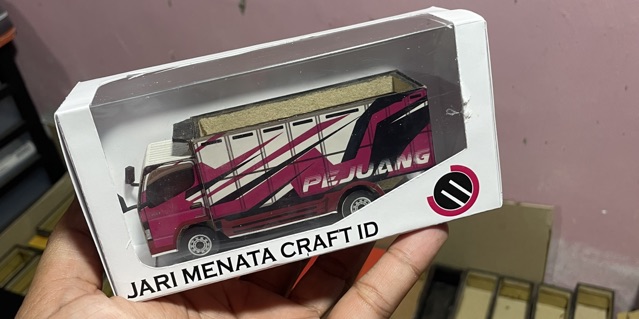 PEJUANG
JARI MENATA CRAFT ID